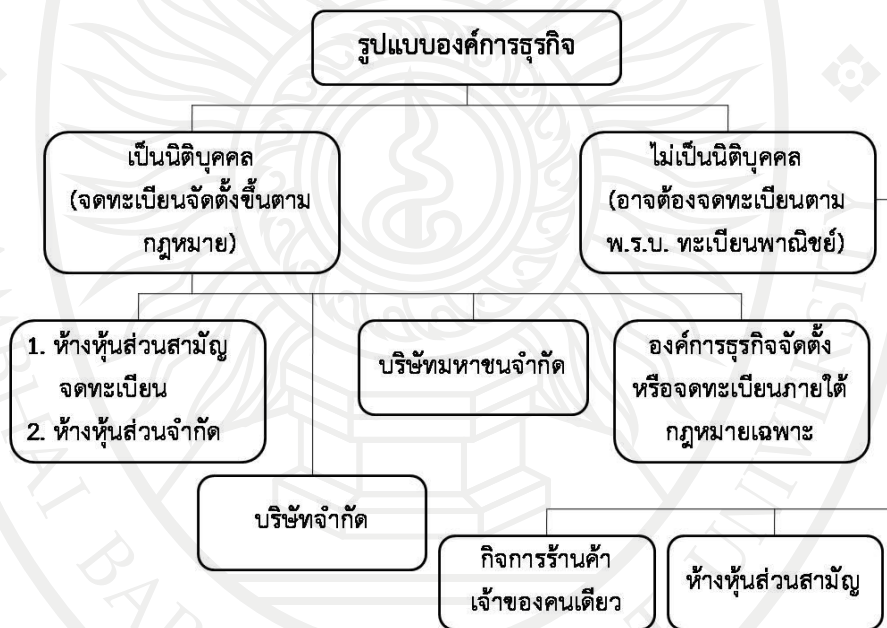 รูปแบบองค์การธุรกิจ
เป็นนิติบุคคล
(จดทะเบียนจัดตั้งขึ้นตาม
กฎหมาย)
ไม่เป็นนิติบุคคล
(อาจต้องจดทะเบียนตาม
พ.ร.บ. ทะเบียนพาณิชย์)
1. ห้างหุ้นส่วนสามัญ
จดทะเบียน
2. ห้างหุ้นส่วนจำกัด
บริษัทมหาชนจำกัด
องค์การธุรกิจจัดตั้ง
หรือจดทะเบียนภายใต้
กฎหมายเฉพาะ
บริษัทจำกัด
กิจการร้านค้า
เจ้าของคนเดียว
ห้างหุ้นส่วนสามัญ